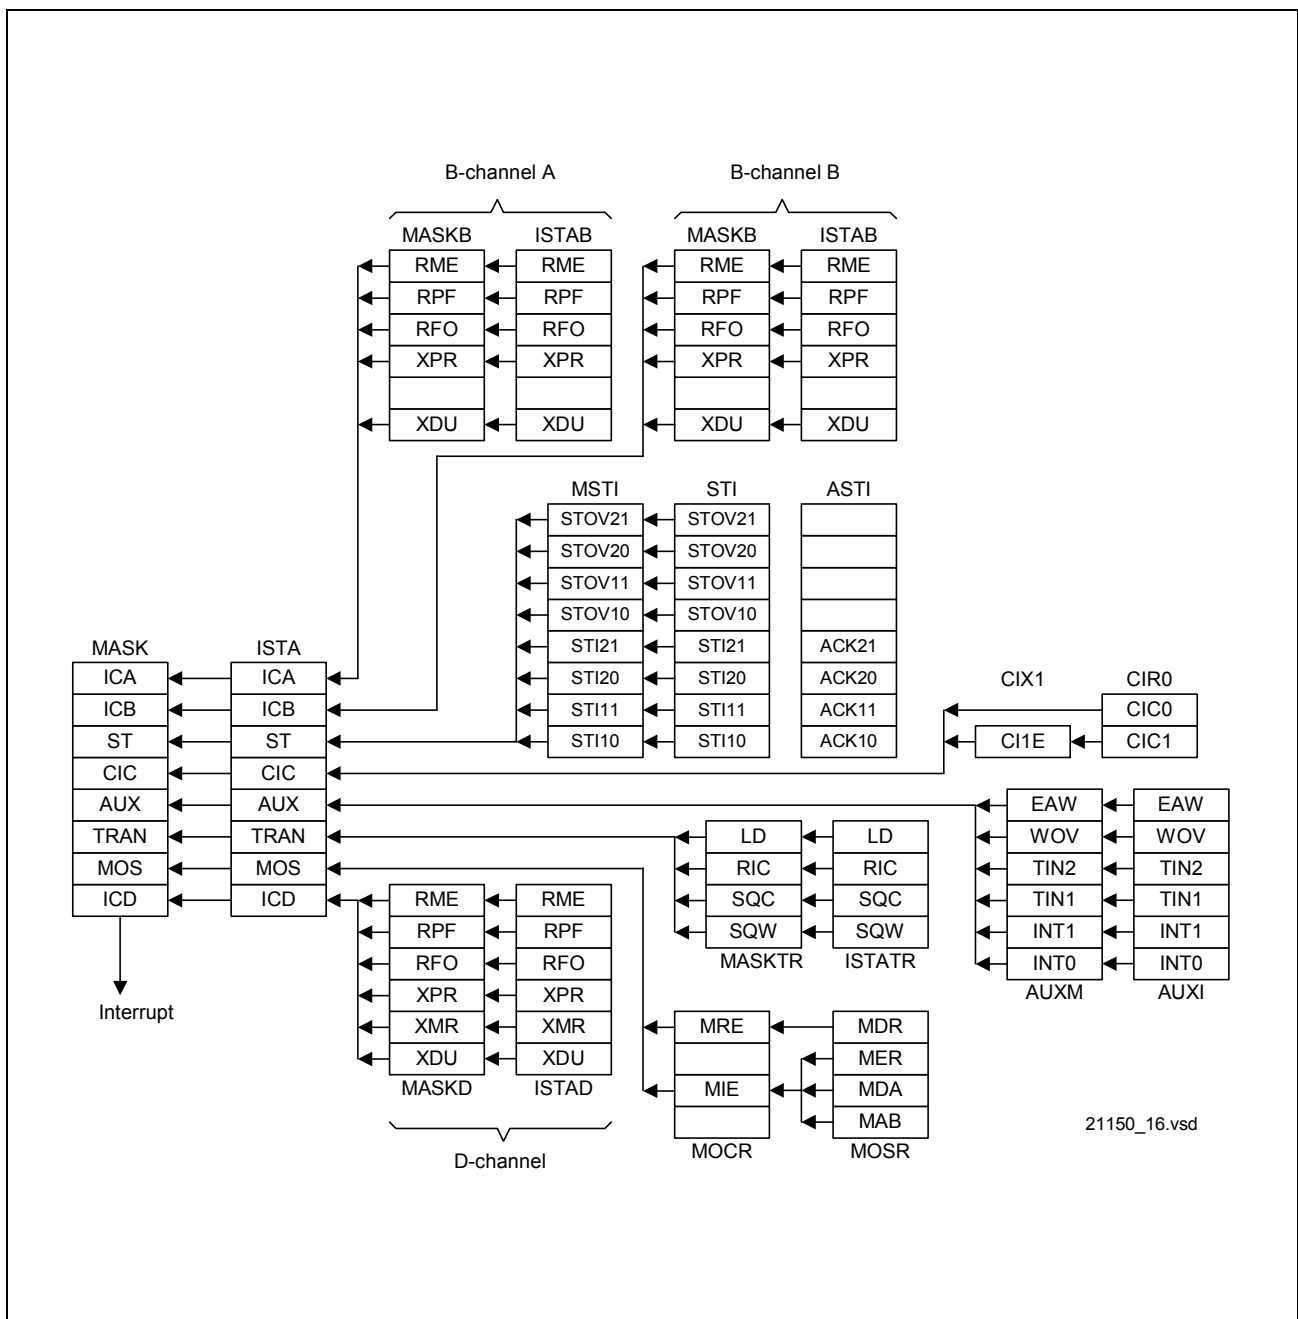 B-channel A B-channel B
MASKB ISTAB MASKB ISTAB
RME RME RME RME
RPF RPF RPF RPF
RFO RFO RFO RFO
XPR XPR XPR XPR
XDU XDU XDU XDU
MSTI STI ASTI
STOV21 STOV21
STOV20 STOV20
STOV11 STOV11
STOV10 STOV10
MASK ISTA STI21 STI21 ACK21
ICA ICA STI20 STI20 ACK20 CIX1 CIR0
ICB ICB STI11 STI11 ACK11 CIC0
ST ST STI10 STI10 ACK10 CI1E CIC1
CIC CIC
AUX AUX EAW EAW
TRAN TRAN LD LD WOV WOV
MOS MOS RIC RIC TIN2 TIN2
ICD ICD RME RME SQC SQC TIN1 TIN1
RPF RPF SQW SQW INT1 INT1
RFO RFO MASKTR ISTATR INT0 INT0
XPR XPR AUXM AUXI
Interrupt
XMR XMR MRE MDR
XDU XDU MER
MASKD ISTAD MIE MDA
MAB
21150_16.vsd
MOCR MOSR
D-channel